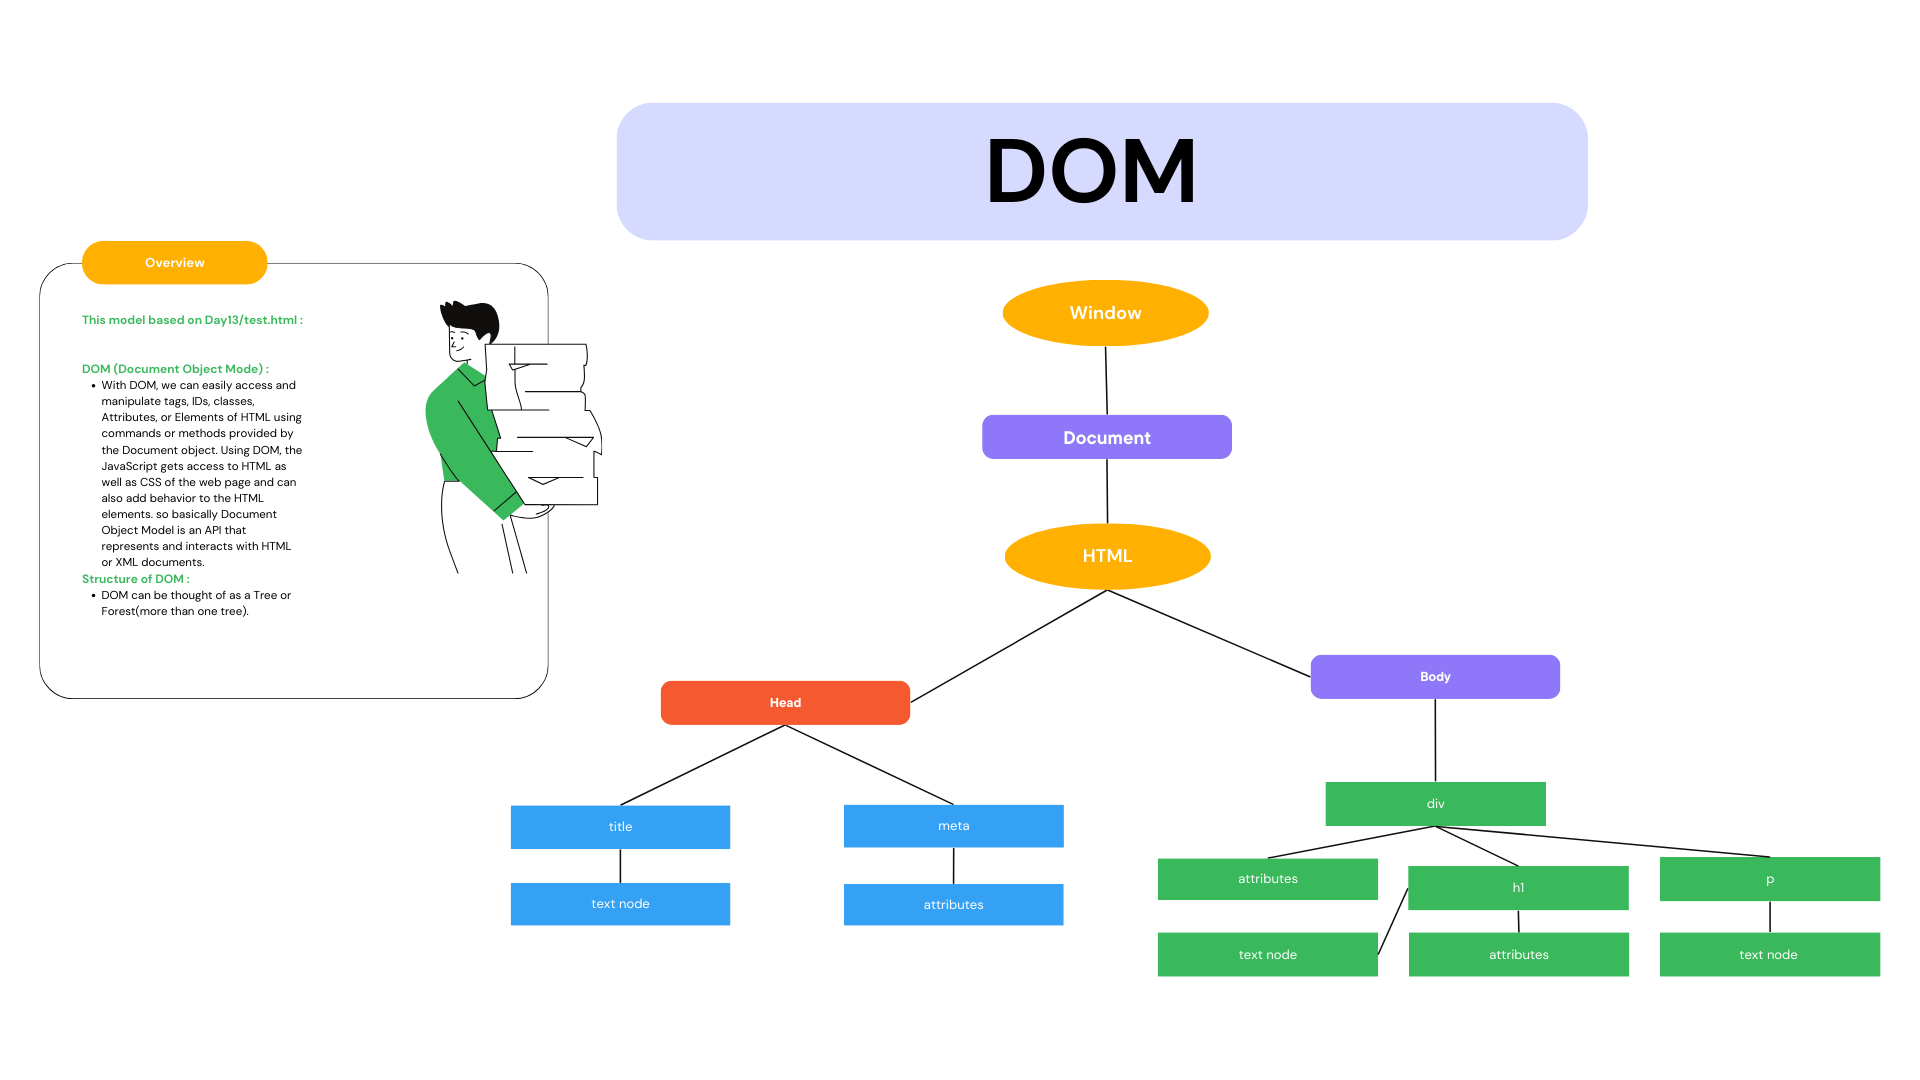 DOM
Overview
This model based on Day13/test.html :
DOM (Document Object Mode) :
• With DOM, we can easily access and
manipulate tags, IDs, classes,
Attributes, or Elements of HTML using
commands or methods provided by
the Document object. Using DOM, the
JavaScript gets access to HTML as
well as CSS of the web page and can
also add behavior to the HTML
elements. so basically Document
Object Model is an API that
represents and interacts with HTML
or XML documents.
Structure of DOM :
• DOM can be thought of as a Tree or
Forest(more than one tree).
Window
Document
HTML
Head
Body
title
meta
text node
attributes
div
attributes
h1
p
text node
attributes
text node